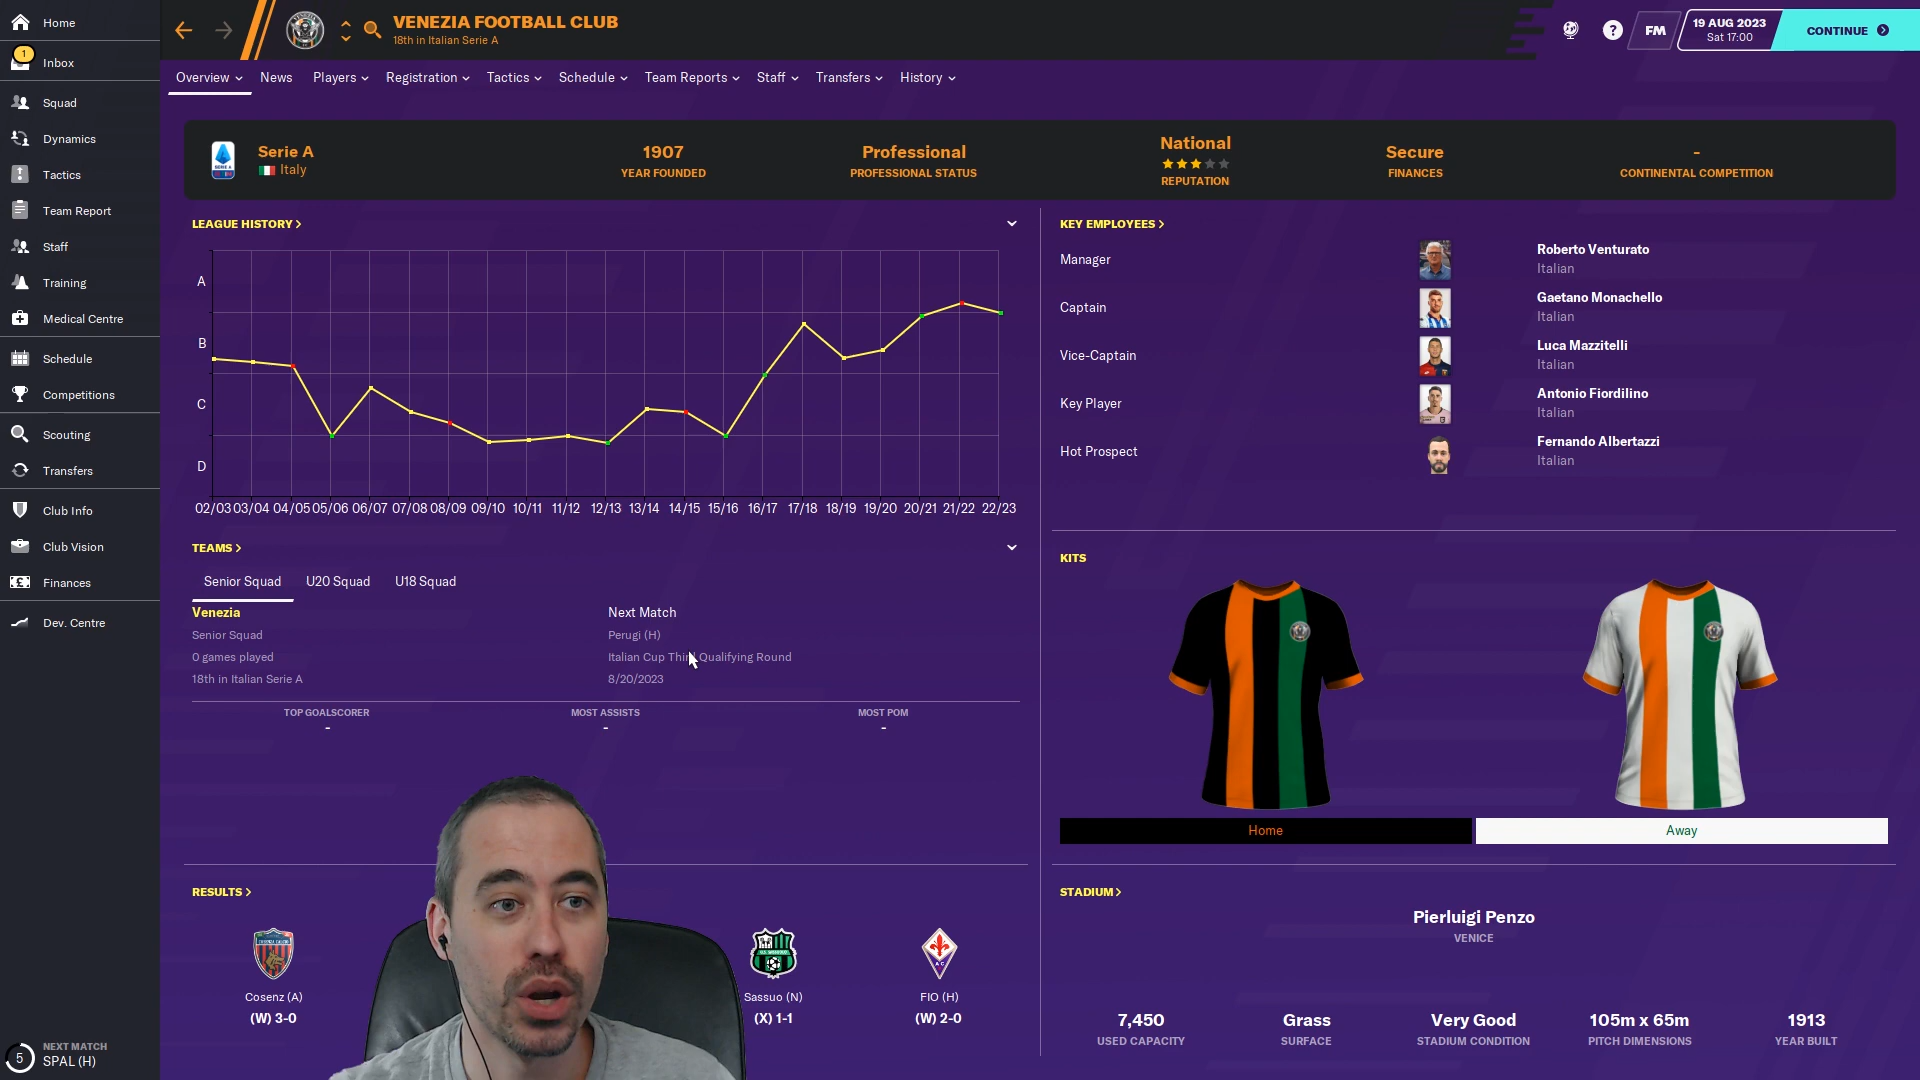 Home
1
Inbox
Squad
Dynamics
Tactics
Team Report
Staff
Training
Medical Centre
Schedule
Competitions
Scouting
Transfers
Club Info
Club Vision
Finances
Dev. Centre
5
NEXT MATCH
SPAL (H)
VENEZIA FOOTBALL CLUB
18th in Italian Serie A
?
FM
19 AUG 2023
Sat 17:00
CONTINUE
Overview News Players Registration Tactics Schedule Team Reports Staff Transfers History
Serie A
Italy
1907
YEAR FOUNDED
Professional
PROFESSIONAL STATUS
National
REPUTATION
Secure
FINANCES
-
CONTINENTAL COMPETITION
LEAGUE HISTORY
A
B
C
D
02/03 03/04 04/05 05/06 06/07 07/08 08/09 09/10 10/11 11/12 12/13 13/14 14/15 15/16 16/17 17/18 18/19 19/20 20/21 21/22 22/23
TEAMS
Senior Squad U20 Squad U18 Squad
Venezia
Senior Squad
0 games played
18th in Italian Serie A
Next Match
Perugi (H)
Italian Cup Third Qualifying Round
8/20/2023
TOP GOALSCORER
-
MOST ASSISTS
-
MOST POM
-
RESULTS
Cosenz (A)
(W) 3-0
Sassuo (N)
(X) 1-1
FIO (H)
(W) 2-0
KEY EMPLOYEES
Manager
Roberto Venturato
Italian
Captain
Gaetano Monachello
Italian
Vice-Captain
Luca Mazzitelli
Italian
Key Player
Antonio Fiordilino
Italian
Hot Prospect
Fernando Albertazzi
Italian
KITS
Home
Away
STADIUM
Pierluigi Penzo
VENICE
7,450
USED CAPACITY
Grass
SURFACE
Very Good
STADIUM CONDITION
105m x 65m
PITCH DIMENSIONS
1913
YEAR BUILT